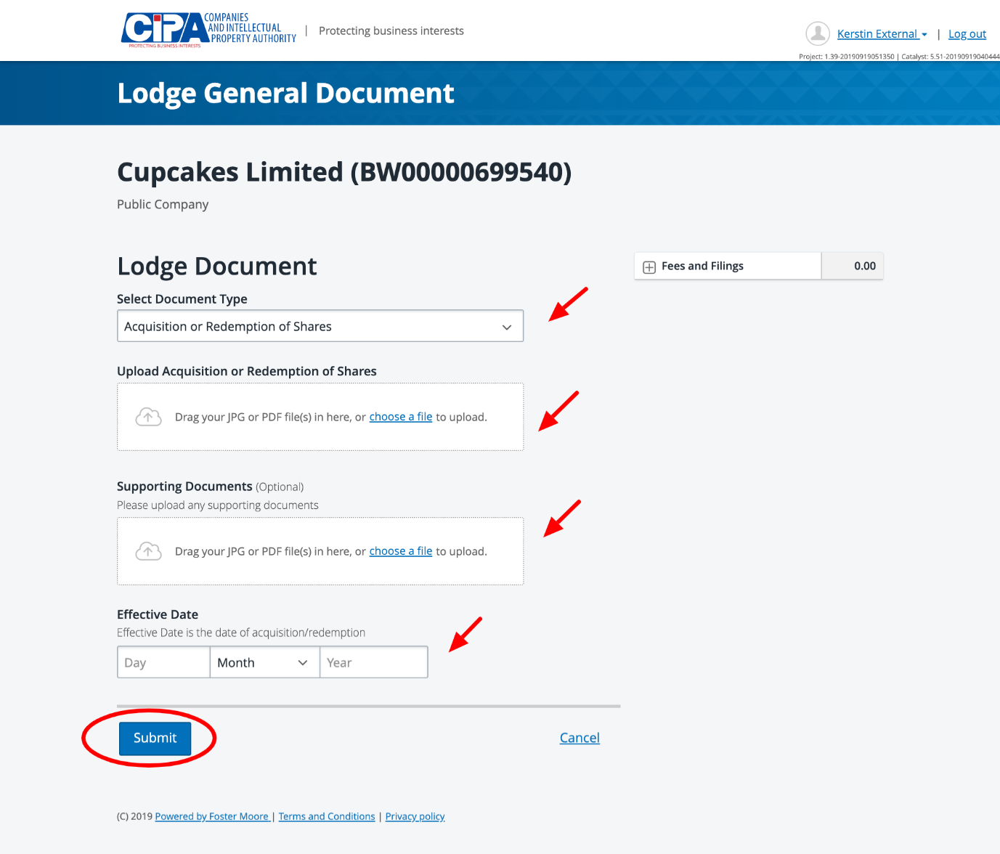 CIPA COMPANIES
AND INTELLECTUAL
PROPERTY AUTHORITY
PROTECTING BUSINESS INTERESTS
| Protecting business interests
Kerstin External | Log out
Project: 1.39-20190919051350 | Catalyst: 5.51-20190919040444
Lodge General Document
Cupcakes Limited (BW00000699540)
Public Company
Lodge Document
Fees and Filings 0.00
Select Document Type
Acquisition or Redemption of Shares
Upload Acquisition or Redemption of Shares
Drag your JPG or PDF file(s) in here, or choose a file to upload.
Supporting Documents (Optional)
Please upload any supporting documents
Drag your JPG or PDF file(s) in here, or choose a file to upload.
Effective Date
Effective Date is the date of acquisition/redemption
Day Month Year
Submit Cancel
(C) 2019 Powered by Foster Moore | Terms and Conditions | Privacy policy